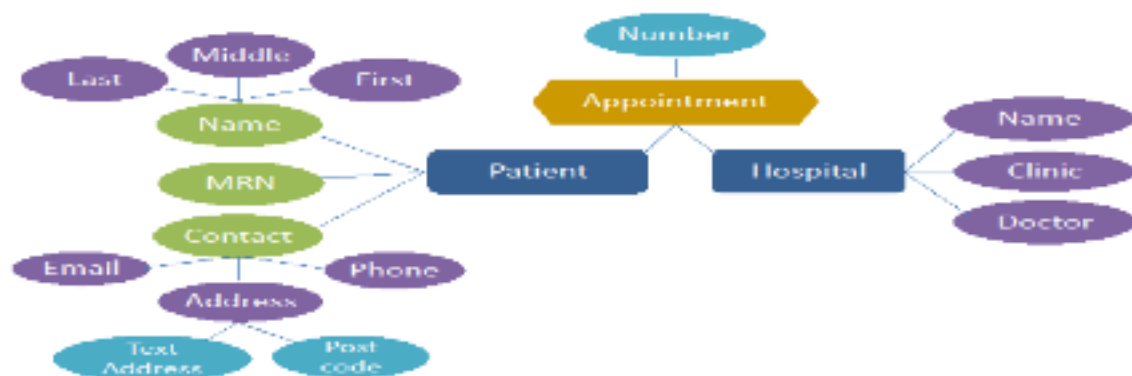 Number
Middle
Last
First
Appointment
Name
Name
Patient
Hospital
MRN
Clinic
Contact
Doctor
Email
Phone
Address
Text
Address
Post
code